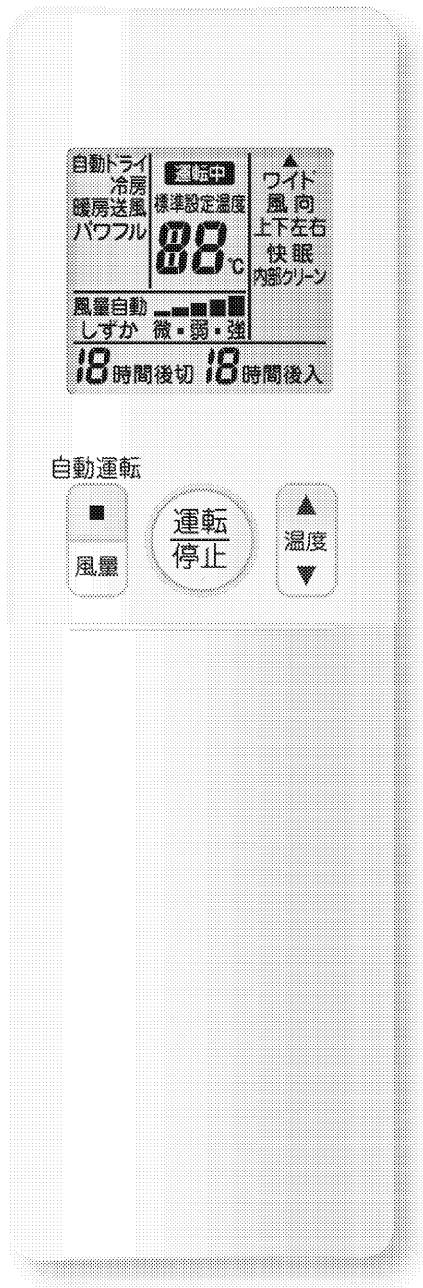 自動ドライ
冷房
暖房送風
パワフル
運転中
標準設定温度
88℃
▲
ワイド
風向
上下左右
快眠
内部クリーン
風量自動
しずか 微・弱・強
18時間後切 18時間後入
自動運転
■
風量
運転
停止
▲
温度
▼